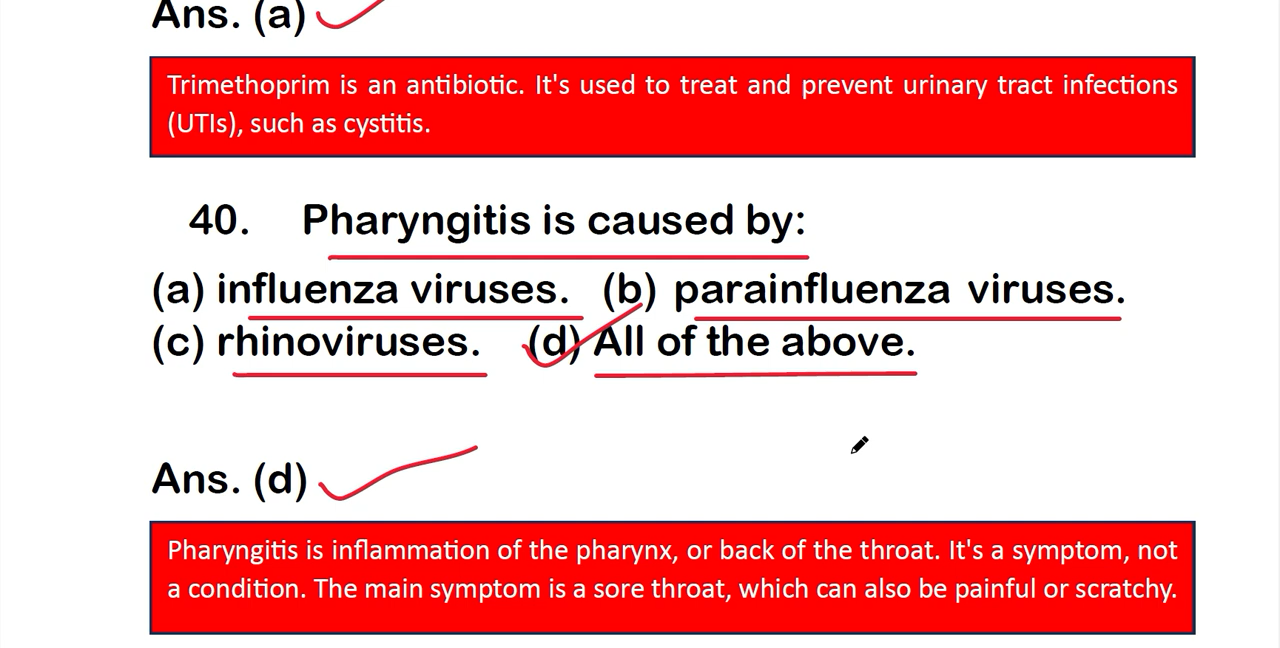 Ans. (a)
Trimethoprim is an antibiotic. It's used to treat and prevent urinary tract infections
(UTIs), such as cystitis.
40. Pharyngitis is caused by:
(a) influenza viruses. (b) parainfluenza viruses.
(c) rhinoviruses. (d) All of the above.
Ans. (d)
Pharyngitis is inflammation of the pharynx, or back of the throat. It's a symptom, not
a condition. The main symptom is a sore throat, which can also be painful or scratchy.